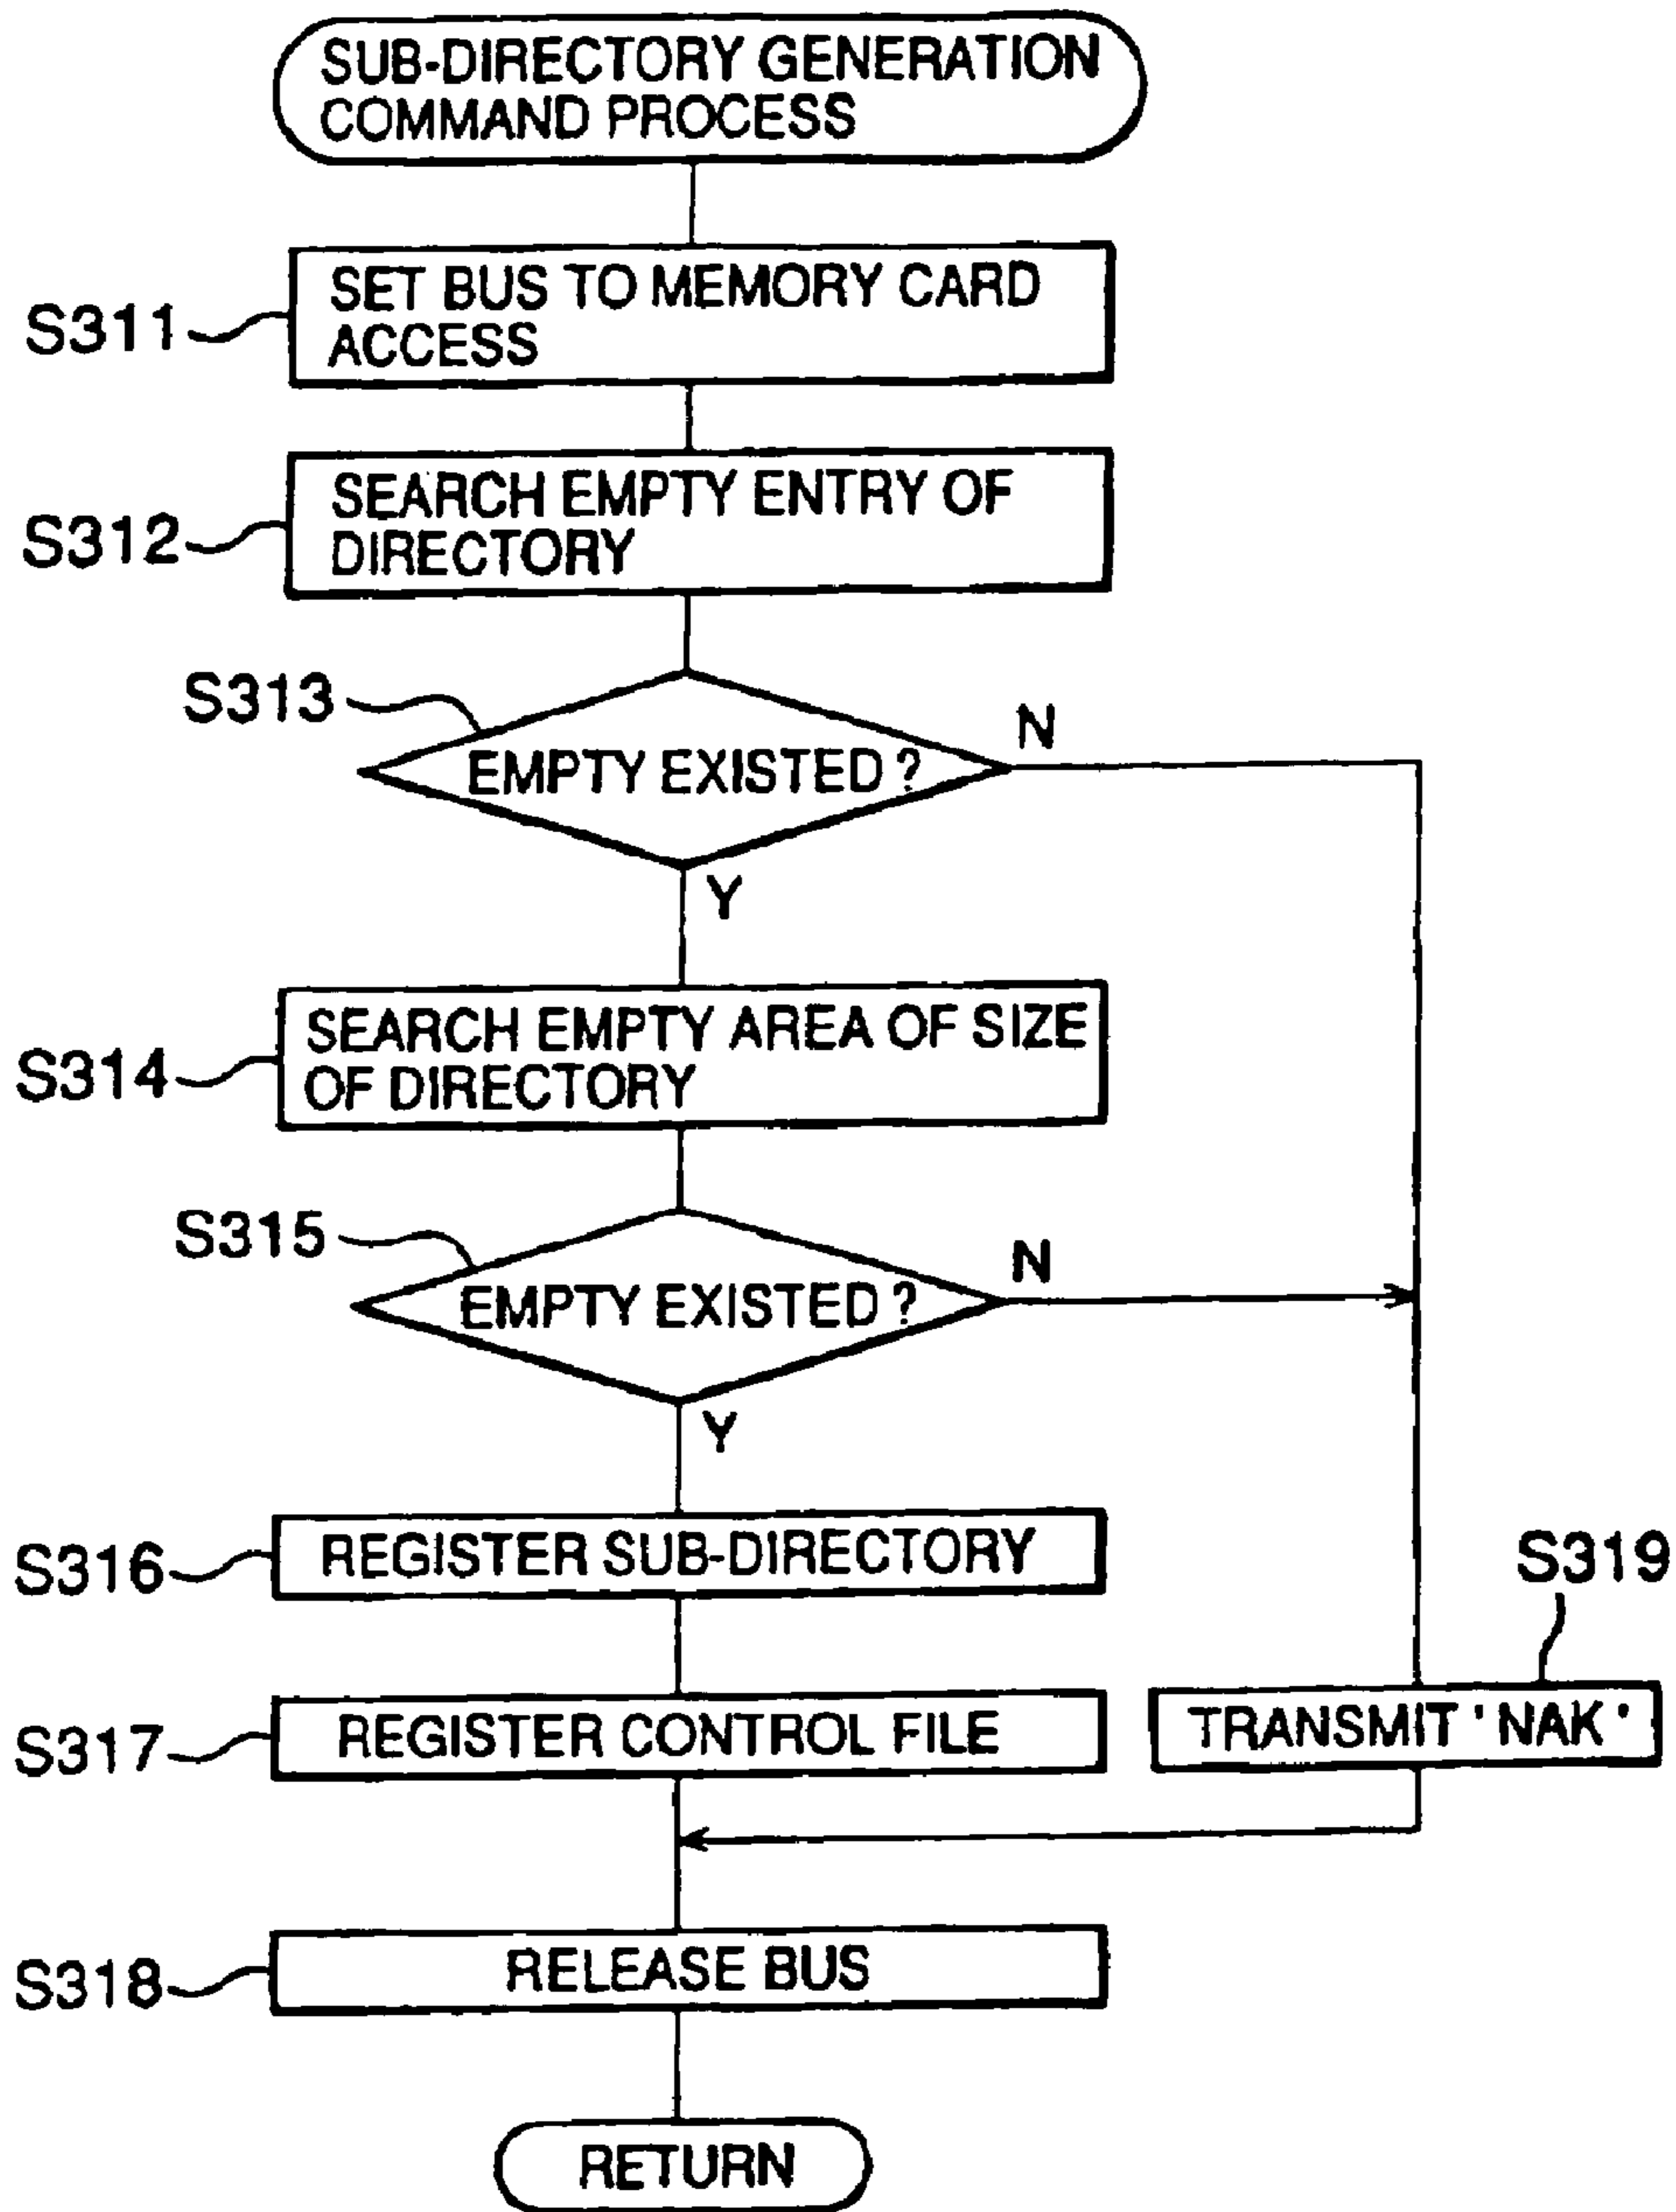 SUB-DIRECTORY GENERATION
COMMAND PROCESS
S311
SET BUS TO MEMORY CARD
ACCESS
S312
SEARCH EMPTY ENTRY OF
DIRECTORY
S313
EMPTY EXISTED ?
N
Y
S314
SEARCH EMPTY AREA OF SIZE
OF DIRECTORY
S315
EMPTY EXISTED ?
N
Y
S316
REGISTER SUB-DIRECTORY
S319
S317
REGISTER CONTROL FILE
TRANSMIT 'NAK'
S318
RELEASE BUS
RETURN